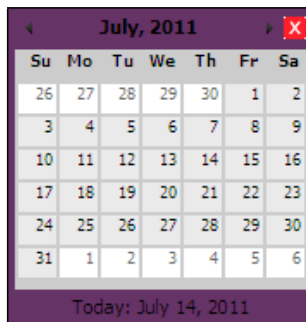 July, 2011 X
Su Mo Tu We Th Fr Sa
26 27 28 29 30 1 2
3 4 5 6 7 8 9
10 11 12 13 14 15 16
17 18 19 20 21 22 23
24 25 26 27 28 29 30
31 1 2 3 4 5 6
Today: July 14, 2011